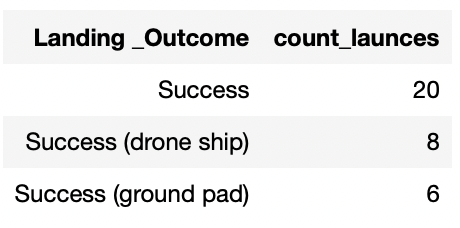 Landing _Outcome count_launces
Success 20
Success (drone ship) 8
Success (ground pad) 6